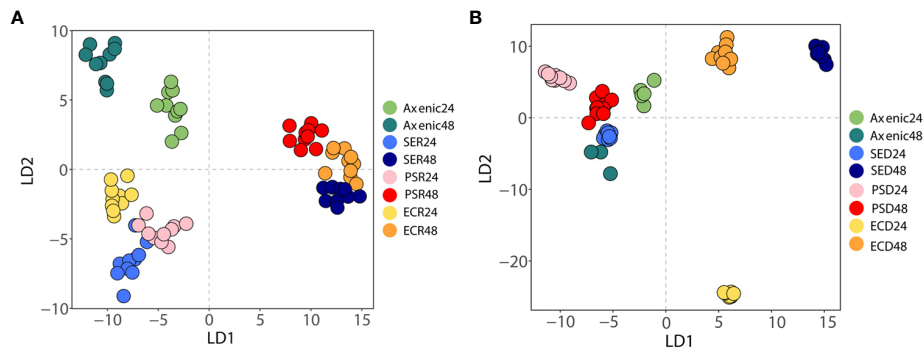 A
10
5
0
−5
−10
LD2
−10
−5
0
5
10
15
LD1
Axenic24
Axenic48
SER24
SER48
PSR24
PSR48
ECR24
ECR48
B
10
0
−10
−20
LD2
−10
−5
0
5
10
15
LD1
Axenic24
Axenic48
SED24
SED48
PSD24
PSD48
ECD24
ECD48